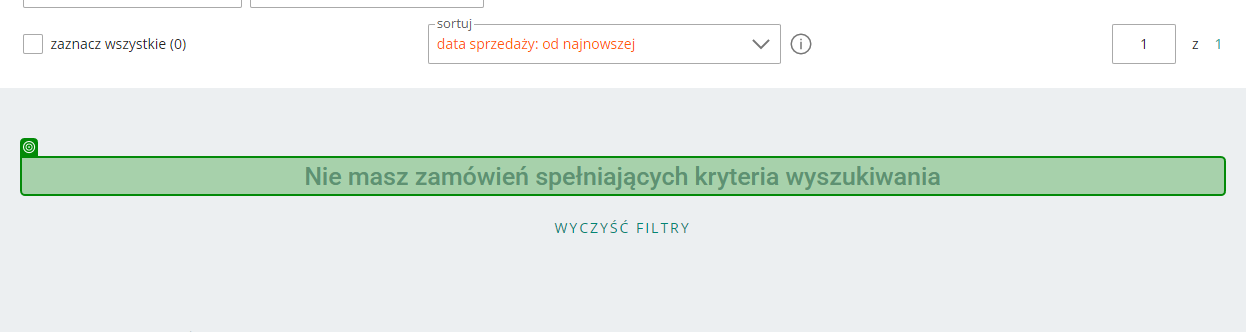 sortuj
zaznacz wszystkie (0)
data sprzedaży: od najnowszej
1 z 1
Nie masz zamówień spełniających kryteria wyszukiwania
WYCZYŚĆ FILTRY